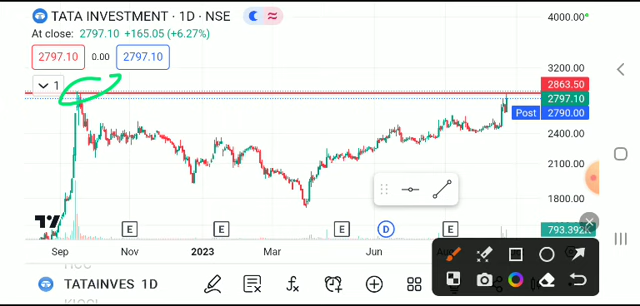 TATA INVESTMENT · 1D · NSE
4000.00
At close: 2797.10 +165.05 (+6.27%)
2797.10 0.00 2797.10
3200.00
1
2863.50
2797.10
Post 2790.00
2400.00
2100.00
1800.00
793.392K
E E E D E
Sep Nov 2023 Mar Jun
TATAINVES 1D